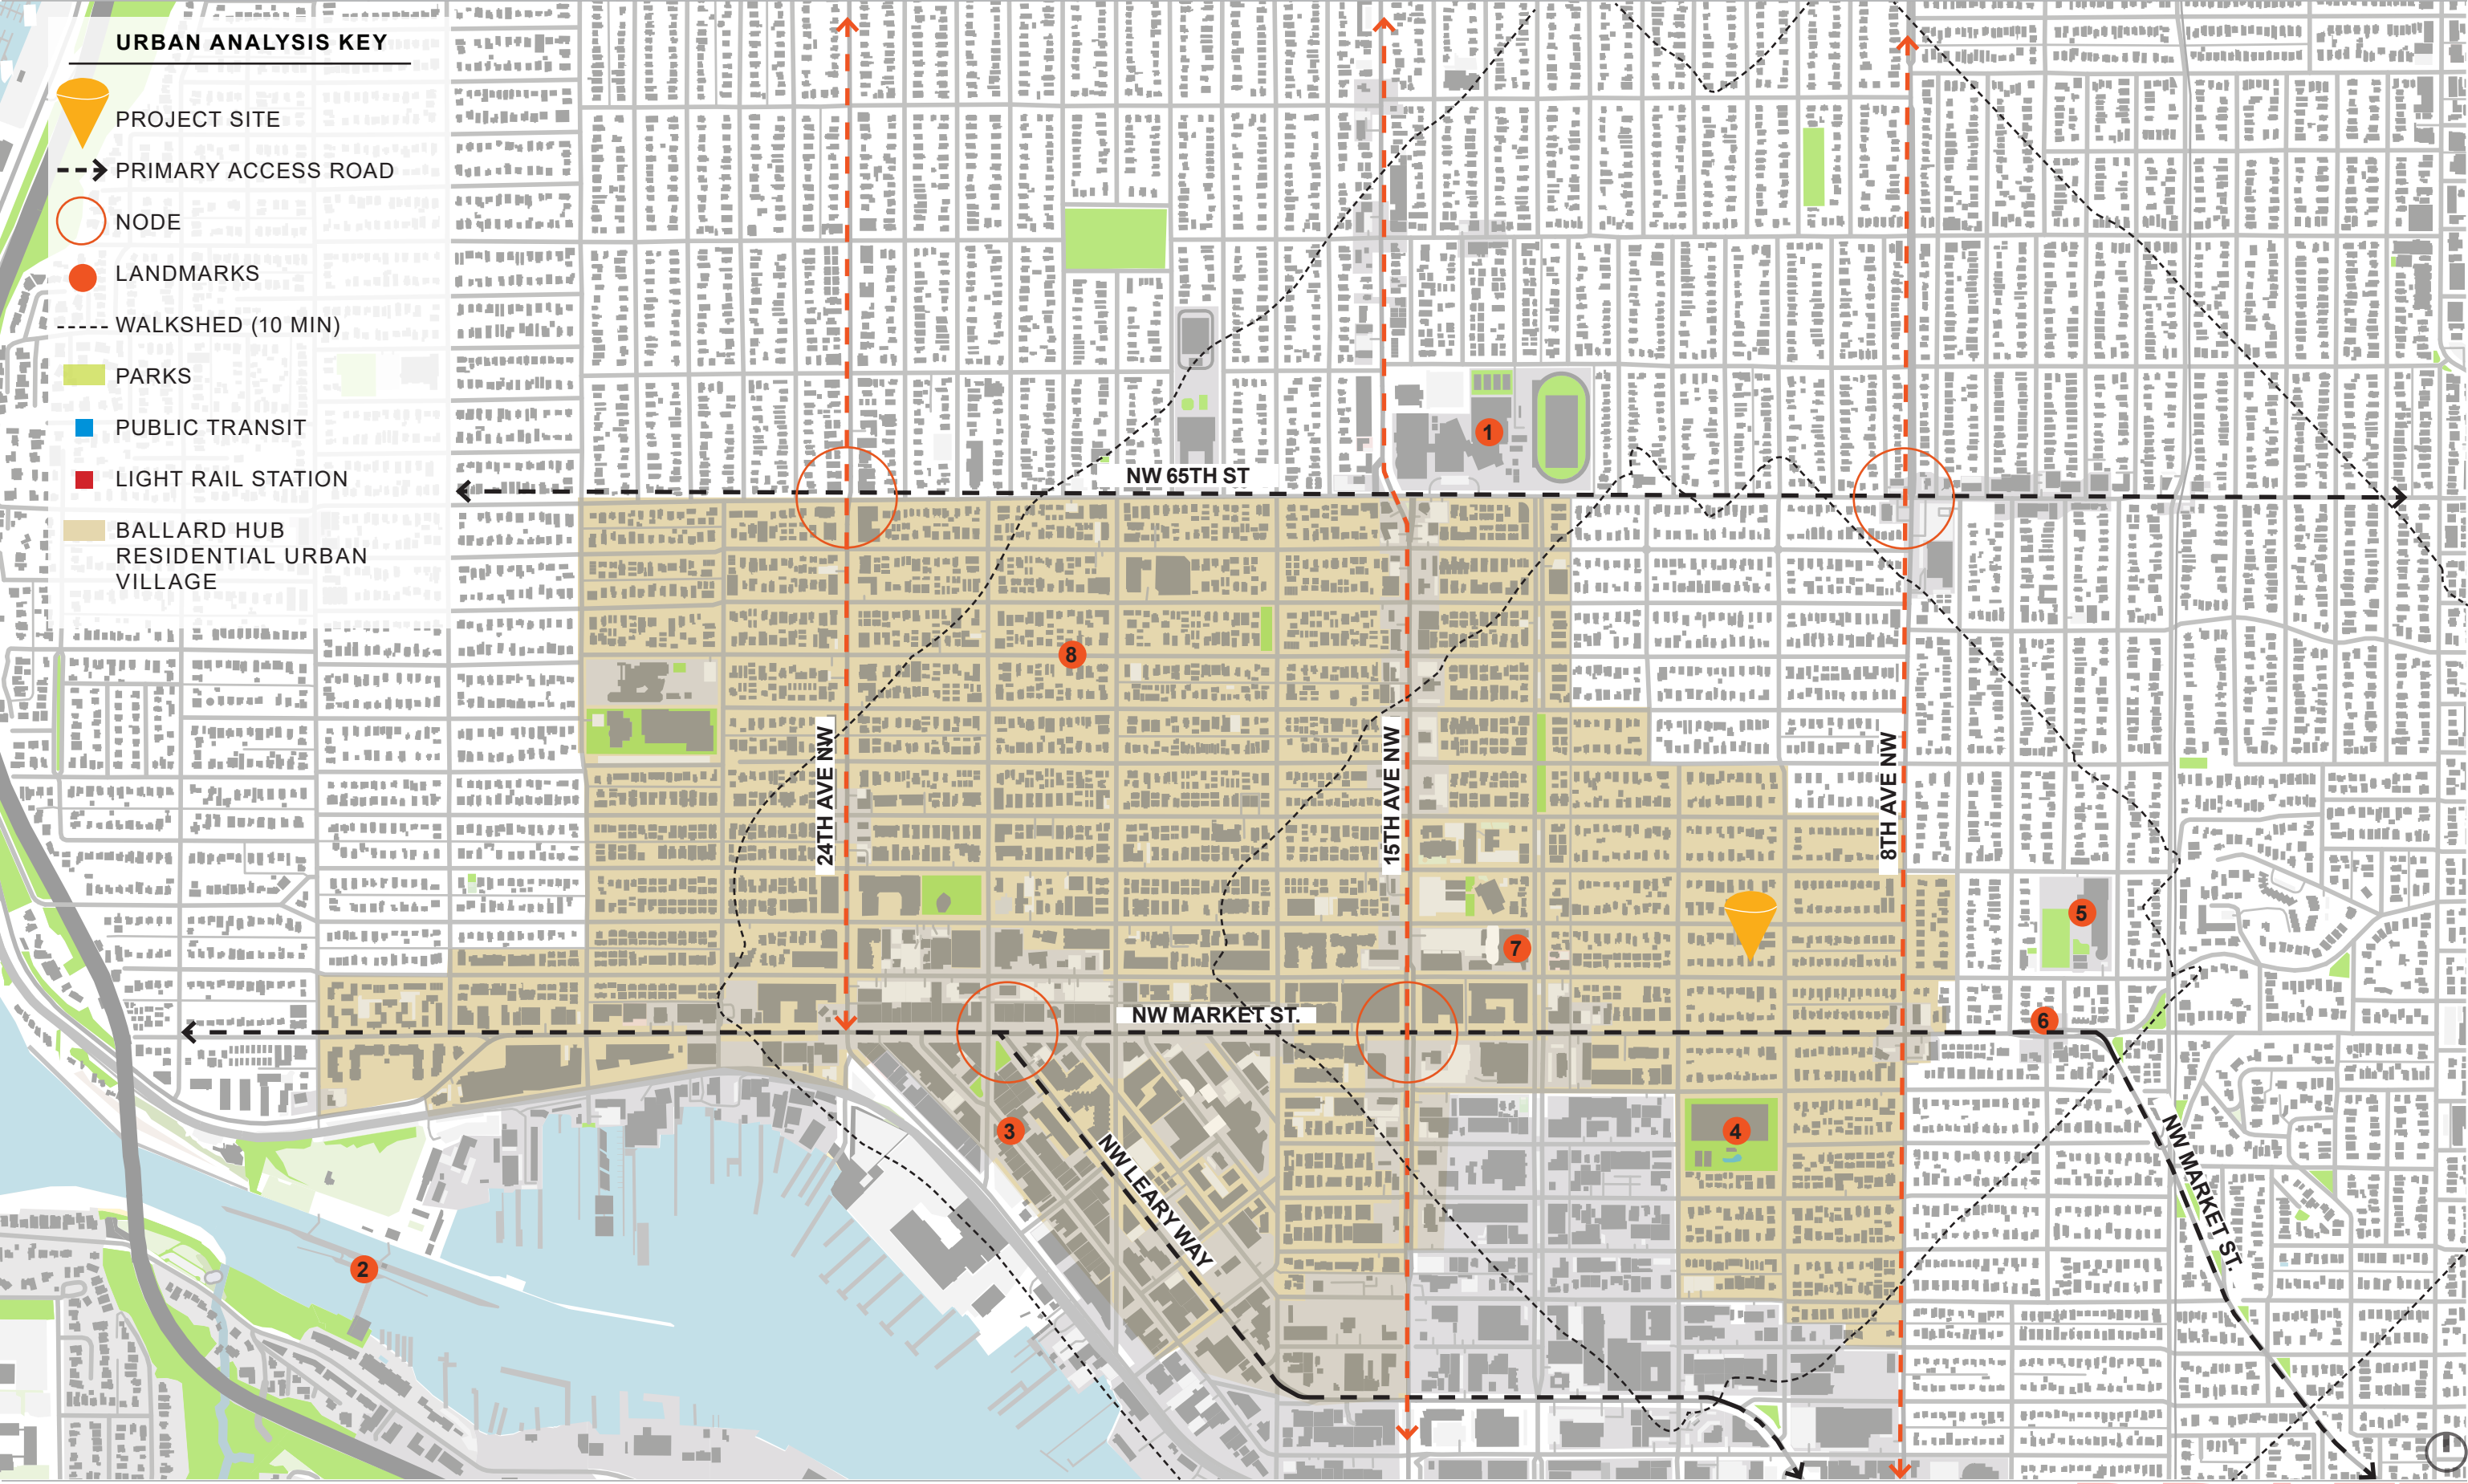 URBAN ANALYSIS KEY
PROJECT SITE
PRIMARY ACCESS ROAD
NODE
LANDMARKS
WALKSHED (10 MIN)
PARKS
PUBLIC TRANSIT
LIGHT RAIL STATION
BALLARD HUB
RESIDENTIAL URBAN
VILLAGE
1
NW 65TH ST
8
24TH AVE NW
15TH AVE NW
8TH AVE NW
5
7
NW MARKET ST.
6
3
4
NW LEARY WAY
NW MARKET ST.
2